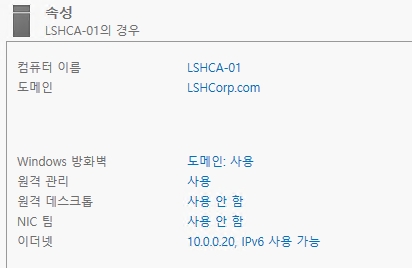 속성
LSHCA-01의 경우
컴퓨터 이름 LSHCA-01
도메인 LSHCorp.com
Windows 방화벽 도메인: 사용
원격 관리 사용
원격 데스크톱 사용 안 함
NIC 팀 사용 안 함
이더넷 10.0.0.20, IPv6 사용 가능